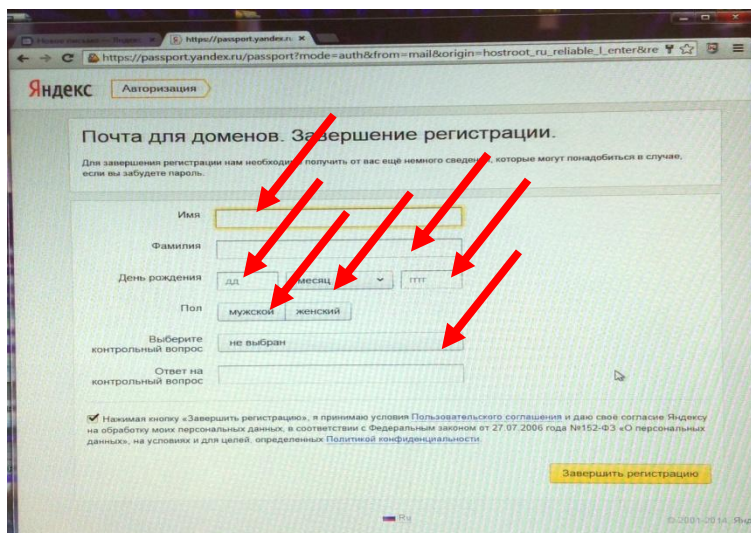 https://passport.yandex.ru
https://passport.yandex.ru/passport?mode=auth&from=mail&origin=hostroot_ru_reliable_l_enter&re
Яндекс Авторизация
Почта для доменов. Завершение регистрации.
Для завершения регистрации нам необходимо получить от вас ещё немного сведений, которые могут понадобиться в случае,
если вы забудете пароль.
Имя
Фамилия
День рождения дд месяц гггг
Пол мужской женский
Выберите
контрольный вопрос не выбран
Ответ на
контрольный вопрос
Нажимая кнопку «Завершить регистрацию», я принимаю условия Пользовательского соглашения и даю своё согласие Яндексу
на обработку моих персональных данных, в соответствии с Федеральным законом от 27.07.2006 года №152-ФЗ «О персональных
данных», на условиях и для целей, определенных Политикой конфиденциальности.
Завершить регистрацию
Ru © 2001-2014,